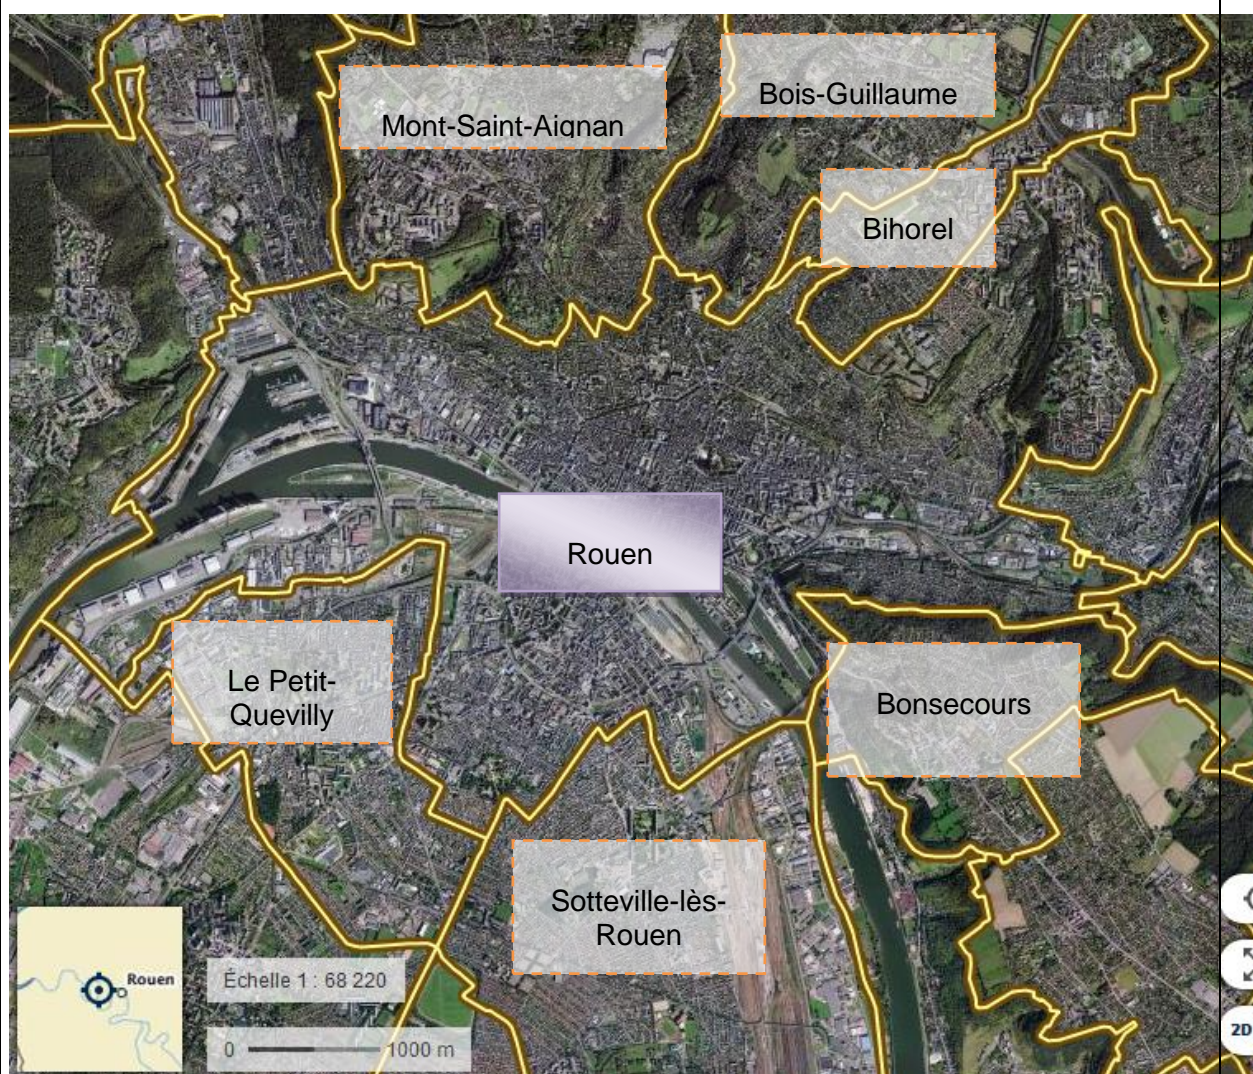 Bois-Guillaume
Mont-Saint-Aignan
Bihorel
Rouen
Le Petit-
Quevilly
Bonsecours
Sotteville-lès-
Rouen
Rouen
Échelle 1 : 68 220
0 1000 m
2D